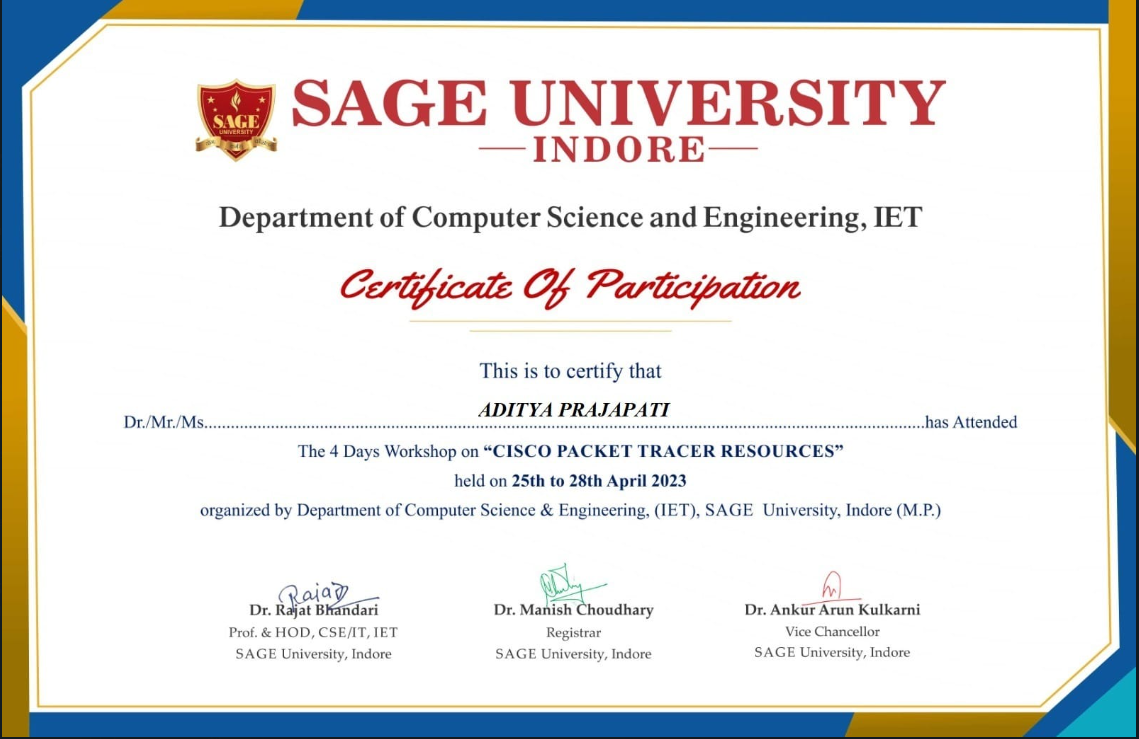 SAGE
UNIVERSITY
SAGE UNIVERSITY
INDORE
Department of Computer Science and Engineering, IET
Certificate Of Participation
This is to certify that
ADITYA PRAJAPATI
Dr./Mr./Ms.....................................................................................................................................................................has Attended
The 4 Days Workshop on “CISCO PACKET TRACER RESOURCES”
held on 25th to 28th April 2023
organized by Department of Computer Science & Engineering, (IET), SAGE University, Indore (M.P.)
Rajat
Dr. Rajat Bhandari
Prof. & HOD, CSE/IT, IET
SAGE University, Indore
Dr. Manish Choudhary
Registrar
SAGE University, Indore
Dr. Ankur Arun Kulkarni
Vice Chancellor
SAGE University, Indore